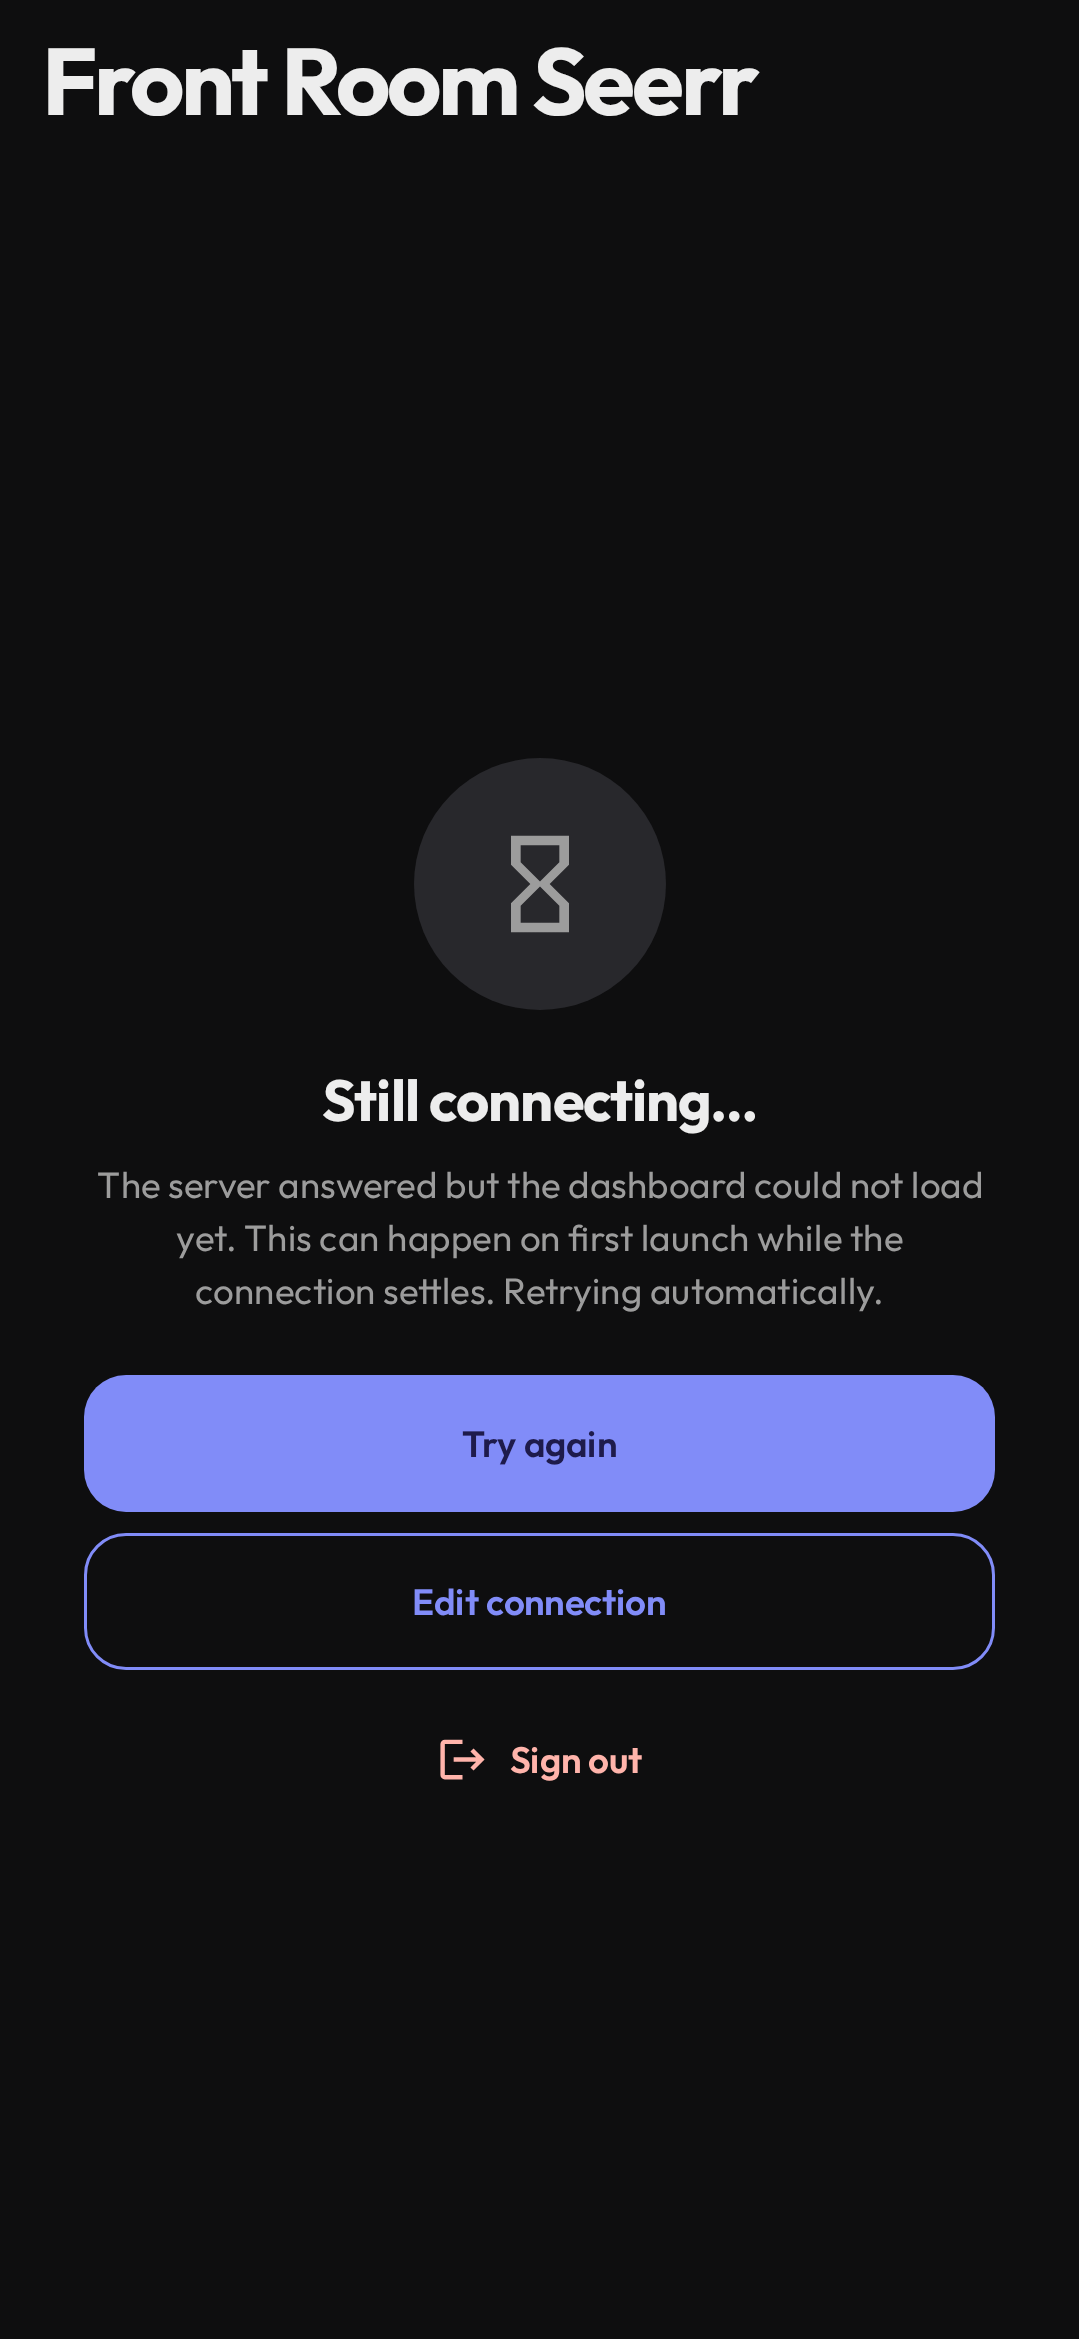 Front Room Seerr
Still connecting...
The server answered but the dashboard could not load
yet. This can happen on first launch while the
connection settles. Retrying automatically.
Try again
Edit connection
Sign out